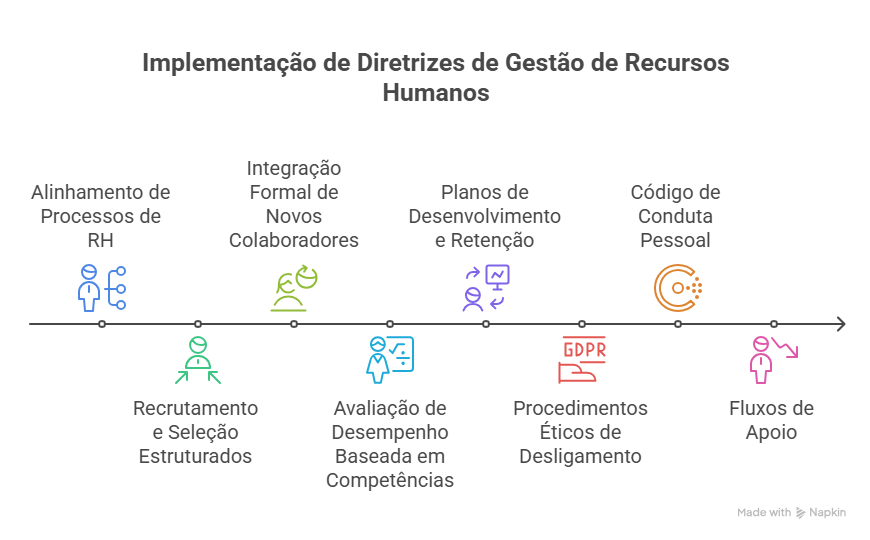 Implementação de Diretrizes de Gestão de Recursos
Humanos
Alinhamento de
Processos de
RH
Recrutamento
e Seleção
Estruturados
Integração
Formal de
Novos
Colaboradores
Avaliação de
Desempenho
Baseada em
Competências
Planos de
Desenvolvimento
e Retenção
GDPR
Procedimentos
Éticos de
Desligamento
Código de
Conduta
Pessoal
Fluxos de
Apoio
Made with Napkin